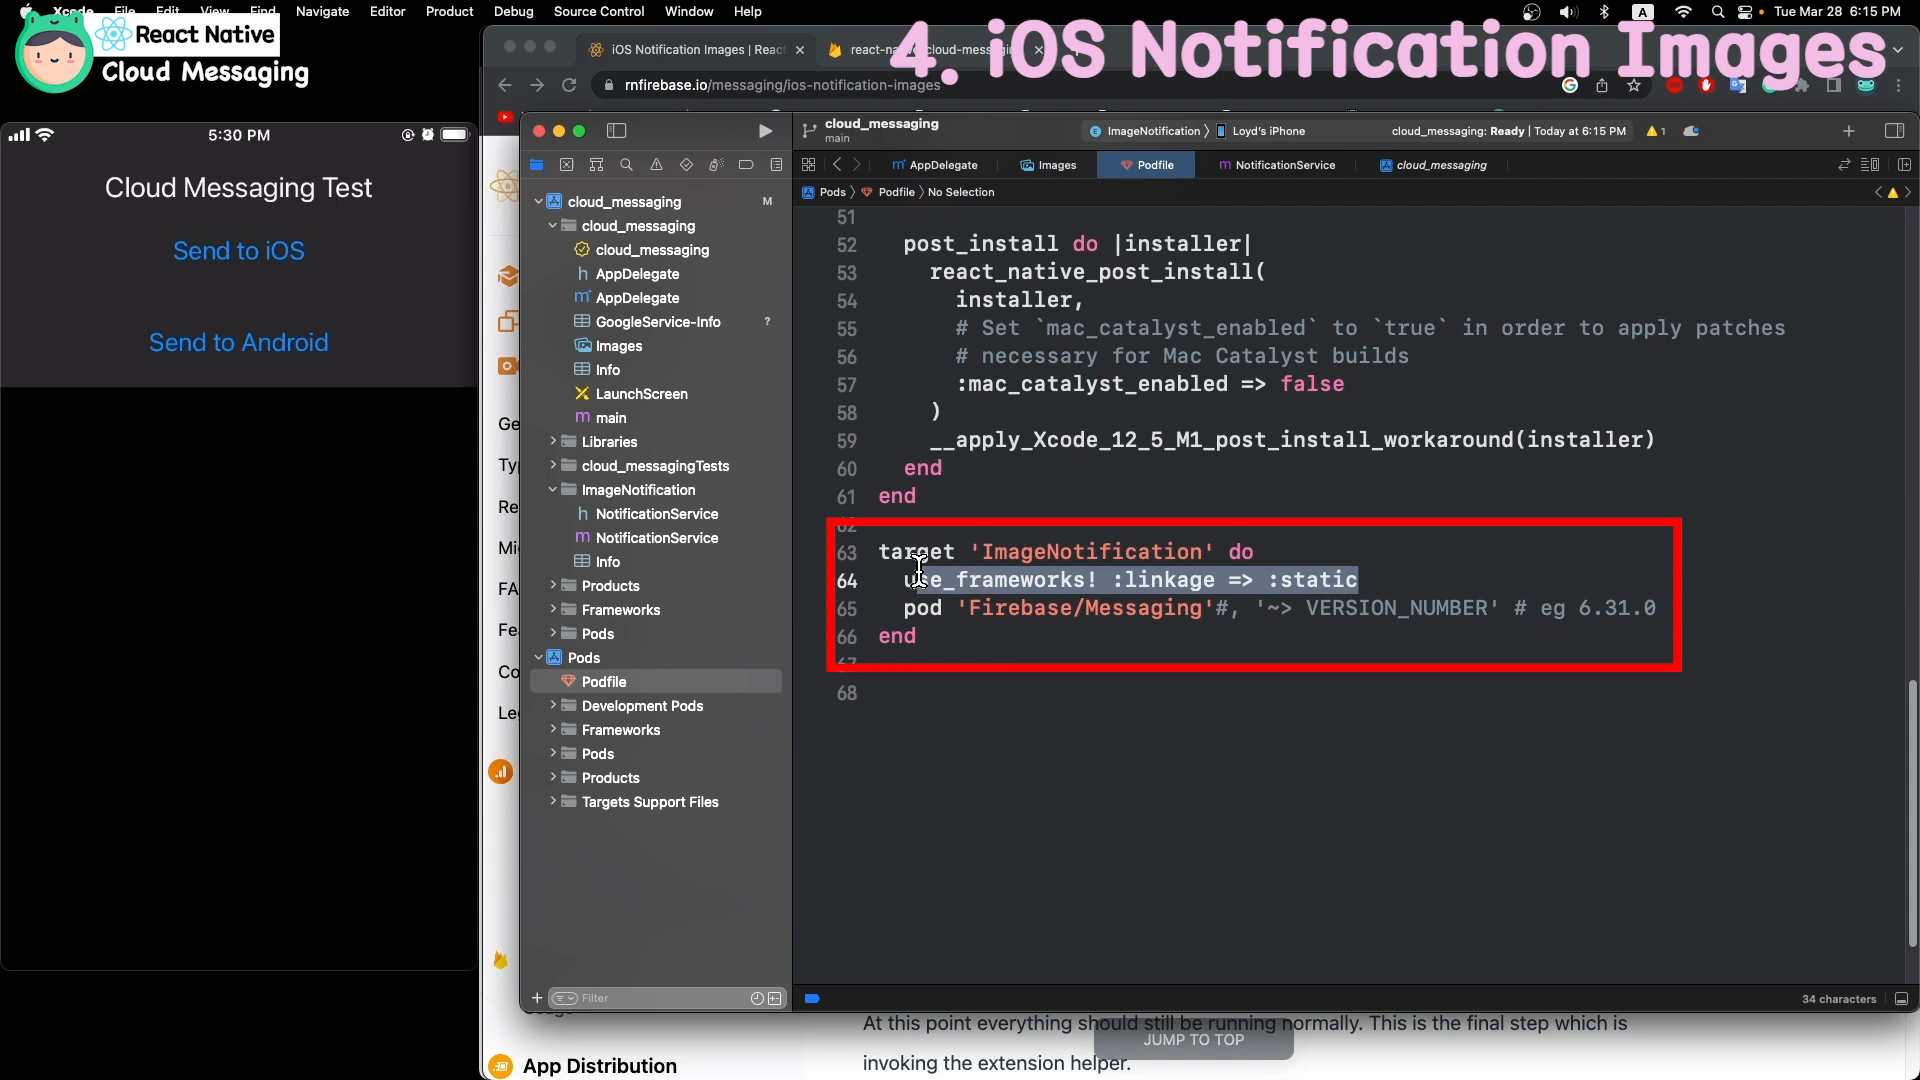 Xcode File Edit View Find Navigate Editor Product Debug Source Control Window Help
A Tue Mar 28 6:15 PM
React Native
Cloud Messaging
4. iOS Notification Images
iOS Notification Images | React
rnfirebase.io/messaging/ios-notification-images
5:30 PM
Cloud Messaging Test
Send to iOS
Send to Android
cloud_messaging
main
ImageNotification
Loyd's iPhone
cloud_messaging: Ready | Today at 6:15 PM
1
AppDelegate
Images
Podfile
NotificationService
cloud_messaging
Pods
Podfile
No Selection
cloud_messaging M
cloud_messaging
cloud_messaging
h AppDelegate
m AppDelegate
GoogleService-Info ?
Images
Info
LaunchScreen
m main
Libraries
cloud_messagingTests
ImageNotification
h NotificationService
m NotificationService
Info
Products
Frameworks
Pods
Pods
Podfile
Development Pods
Frameworks
Pods
Products
Targets Support Files
Filter
51
52 post_install do |installer|
53 react_native_post_install(
54 installer,
55 # Set `mac_catalyst_enabled` to `true` in order to apply patches
56 # necessary for Mac Catalyst builds
57 :mac_catalyst_enabled => false
58 )
59 __apply_Xcode_12_5_M1_post_install_workaround(installer)
60 end
61 end
62
63 target 'ImageNotification' do
64 use_frameworks! :linkage => :static
65 pod 'Firebase/Messaging'#, '~> VERSION_NUMBER' # eg 6.31.0
66 end
67
68
34 characters
At this point everything should still be running normally. This is the final step which is
JUMP TO TOP
invoking the extension helper.
App Distribution